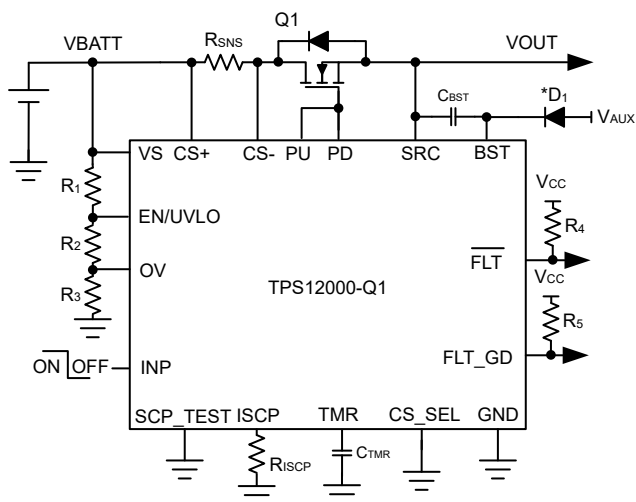 Q1
VBATT
RSNS
VOUT
CBST
*D1
VAUX
VS
CS+
CS-
PU
PD
SRC
BST
R1
EN/UVLO
R2
OV
R3
TPS12000-Q1
VCC
R4
FLT
VCC
R5
ON
OFF
INP
FLT_GD
SCP_TEST
ISCP
TMR
CS_SEL
GND
RISCP
CTMR